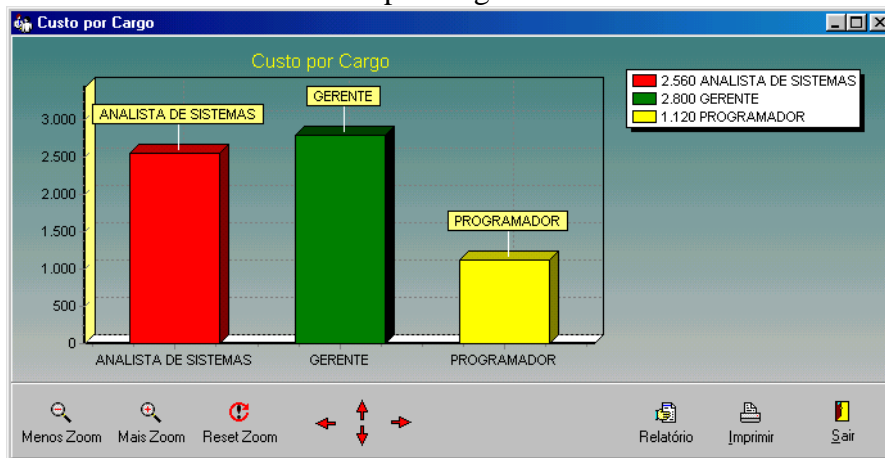 Custo por Cargo
Custo por Cargo
2.560 ANALISTA DE SISTEMAS
2.800 GERENTE
1.120 PROGRAMADOR
GERENTE
ANALISTA DE SISTEMAS
PROGRAMADOR
3.000
2.500
2.000
1.500
1.000
500
0
ANALISTA DE SISTEMAS GERENTE PROGRAMADOR
Menos Zoom Mais Zoom Reset Zoom Relatório Imprimir Sair